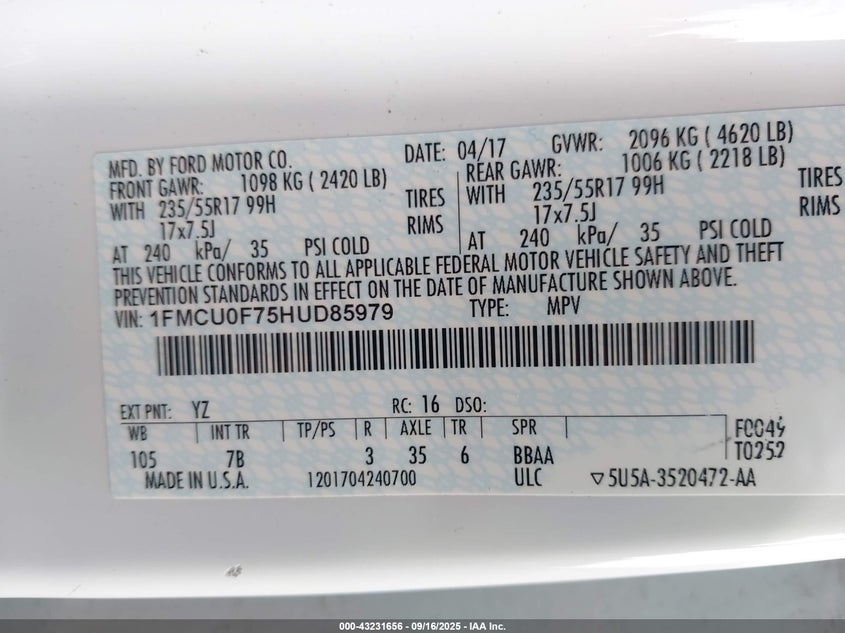 MFD. BY FORD MOTOR CO. DATE: 04/17 GVWR: 2096 KG ( 4620 LB)
FRONT GAWR: 1098 KG ( 2420 LB) REAR GAWR: 1006 KG ( 2218 LB)
WITH 235/55R17 99H TIRES WITH 235/55R17 99H TIRES
17x7.5J RIMS 17x7.5J RIMS
AT 240 kPa/ 35 PSI COLD AT 240 kPa/ 35 PSI COLD
THIS VEHICLE CONFORMS TO ALL APPLICABLE FEDERAL MOTOR VEHICLE SAFETY AND THEFT
PREVENTION STANDARDS IN EFFECT ON THE DATE OF MANUFACTURE SHOWN ABOVE.
VIN: 1FMCU0F75HUD85979 TYPE: MPV
EXT PNT: YZ RC: 16 DSO:
WB INT TR TP/PS R AXLE TR SPR F0049
105 7B 3 35 6 BBAA T0252
MADE IN U.S.A. 1201704240700 ULC ▽5U5A-3520472-AA
000-43231656 - 09/16/2025 - IAA Inc.